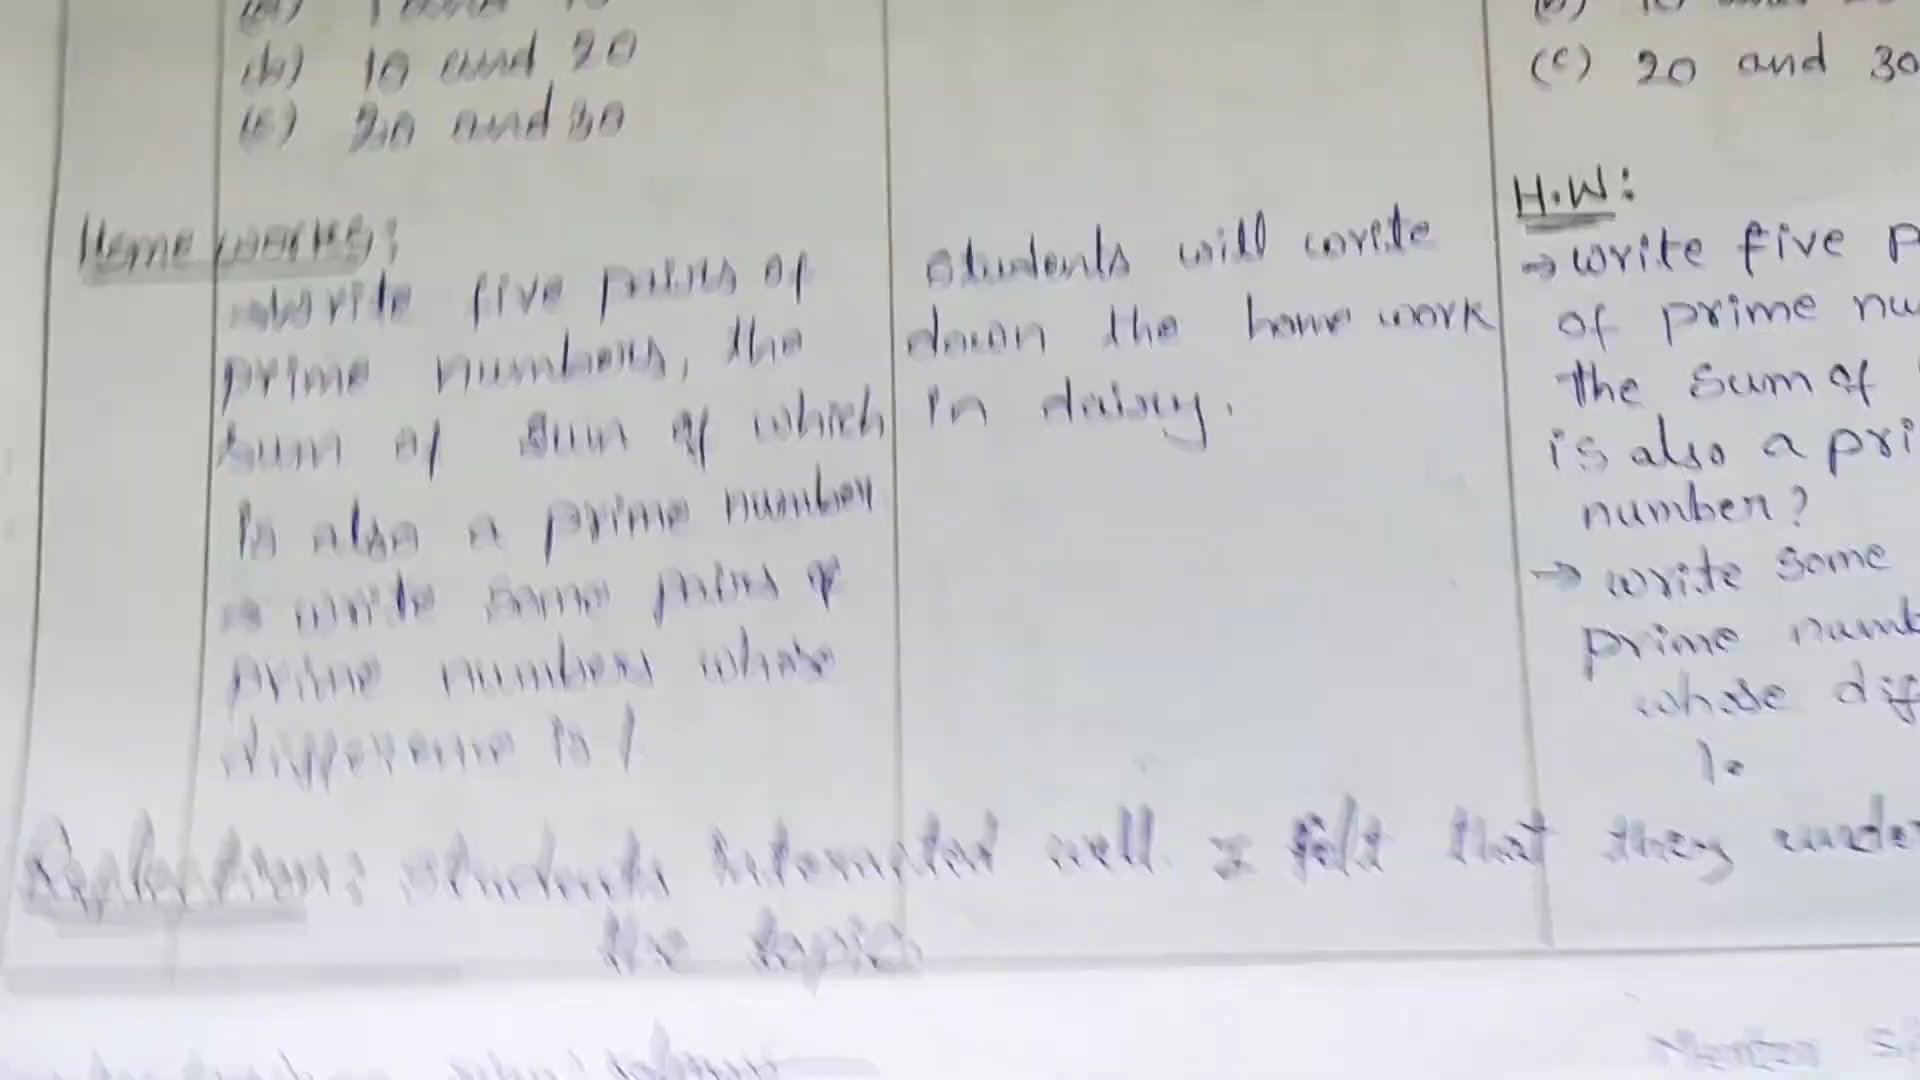 (b) 10 and 20
(c) 20 and 30
Home works:
→ write five pairs of
prime numbers, the
sum of sum of which
is also a prime number
→ write some pairs of
prime numbers whose
difference is 1.
students will write
down the home work
in dairy.
(c) 20 and 30
H.W:
→ write five
of prime
the sum of
is also a
number?
→ write some
prime
whose
1.
Reflection: students interacted well I felt that they
the topic